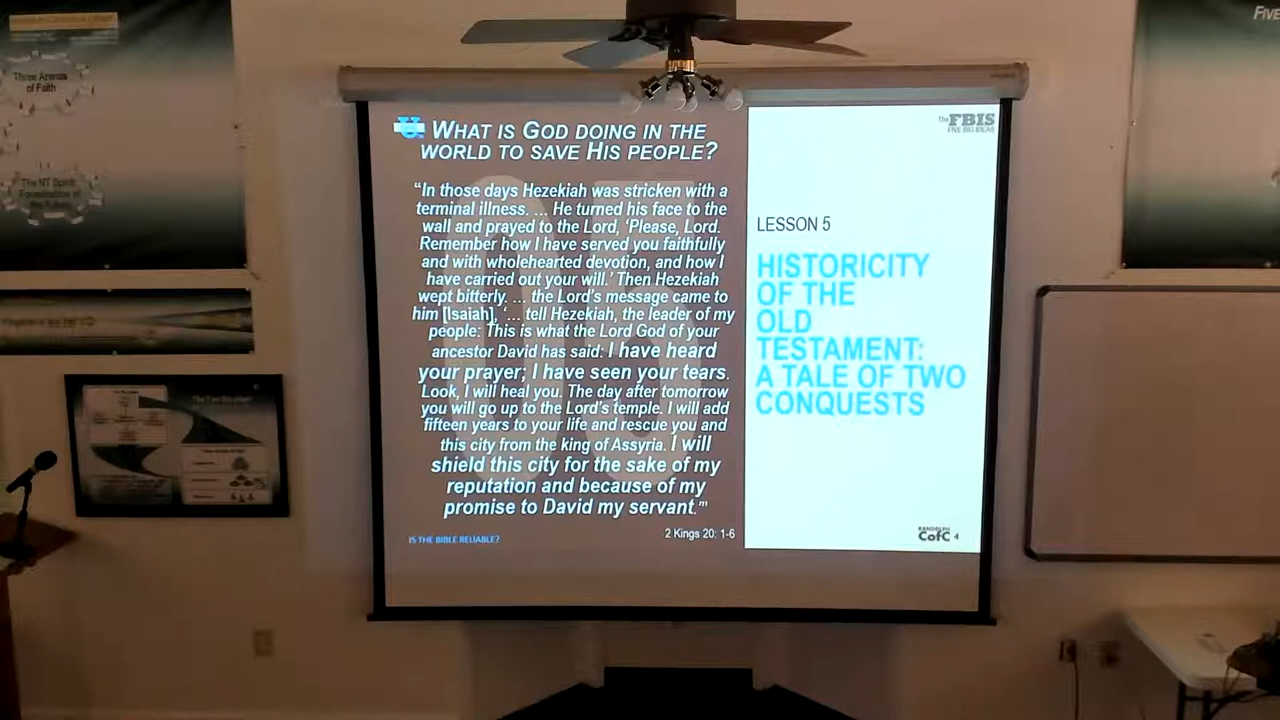 Three Arenas
of Faith
The NT Spirit:
WHAT IS GOD DOING IN THE
WORLD TO SAVE HIS PEOPLE?
“In those days Hezekiah was stricken with a
terminal illness. ... He turned his face to the
wall and prayed to the Lord, ‘Please, Lord.
Remember how I have served you faithfully
and with wholehearted devotion, and how I
have carried out your will.’ Then Hezekiah
wept bitterly. ... the Lord’s message came to
him [Isaiah], ‘... tell Hezekiah, the leader of my
people: This is what the Lord God of your
ancestor David has said: I have heard
your prayer; I have seen your tears.
Look, I will heal you. The day after tomorrow
you will go up to the Lord’s temple. I will add
fifteen years to your life and rescue you and
this city from the king of Assyria. I will
shield this city for the sake of my
reputation and because of my
promise to David my servant.’”
2 Kings 20: 1-6
IS THE BIBLE RELIABLE?
The FBIS
FIVE BIG IDEAS
LESSON 5
HISTORICITY
OF THE
OLD
TESTAMENT:
A TALE OF TWO
CONQUESTS
RANDOLPH
CofC 4
FIVE